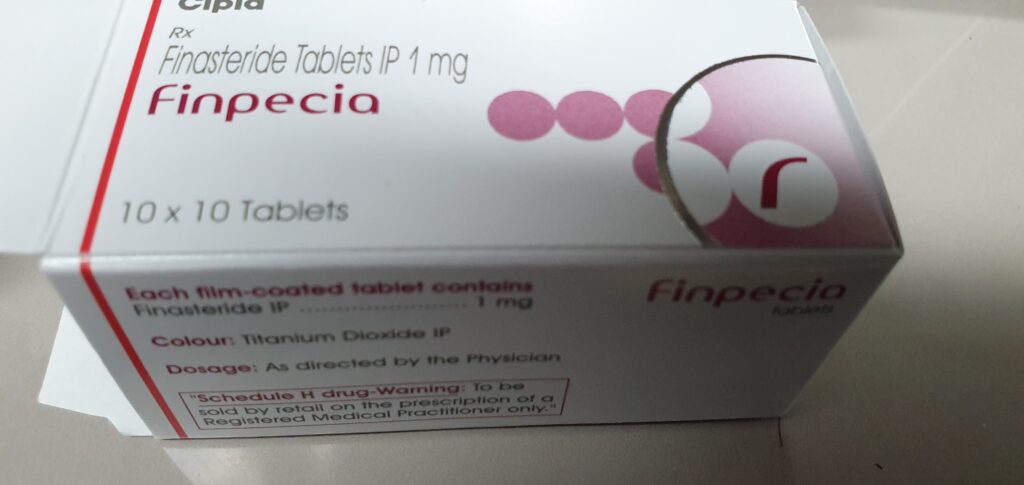 Cipla
Rx
Finasteride Tablets IP 1 mg
Finpecia
10 x 10 Tablets
Each film-coated tablet contains
Finasteride IP ........................ 1 mg
Colour: Titanium Dioxide IP
Dosage: As directed by the Physician
"Schedule H drug-Warning: To be
sold by retail on the prescription of a
Registered Medical Practitioner only."
Finpecia
tablets